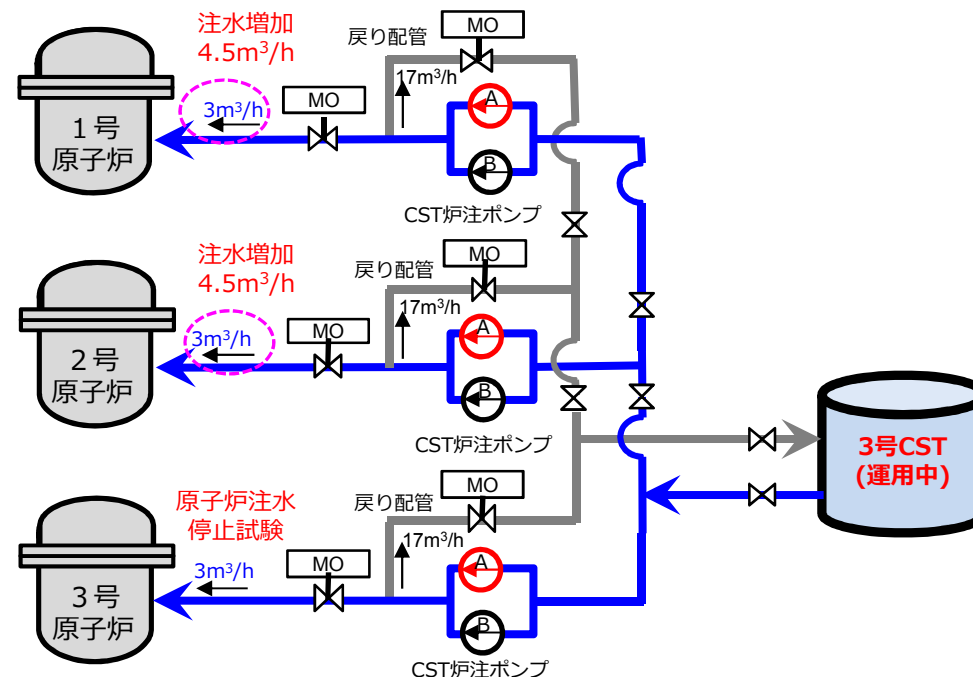 注水増加
4.5m³/h
戻り配管
MO
17m³/h
MO
3m³/h
A
B
1号
原子炉
CST炉注ポンプ
注水増加
4.5m³/h
戻り配管
MO
17m³/h
MO
3m³/h
A
B
2号
原子炉
CST炉注ポンプ
3号CST
(運用中)
原子炉注水
停止試験
戻り配管
MO
17m³/h
MO
3m³/h
A
B
3号
原子炉
CST炉注ポンプ